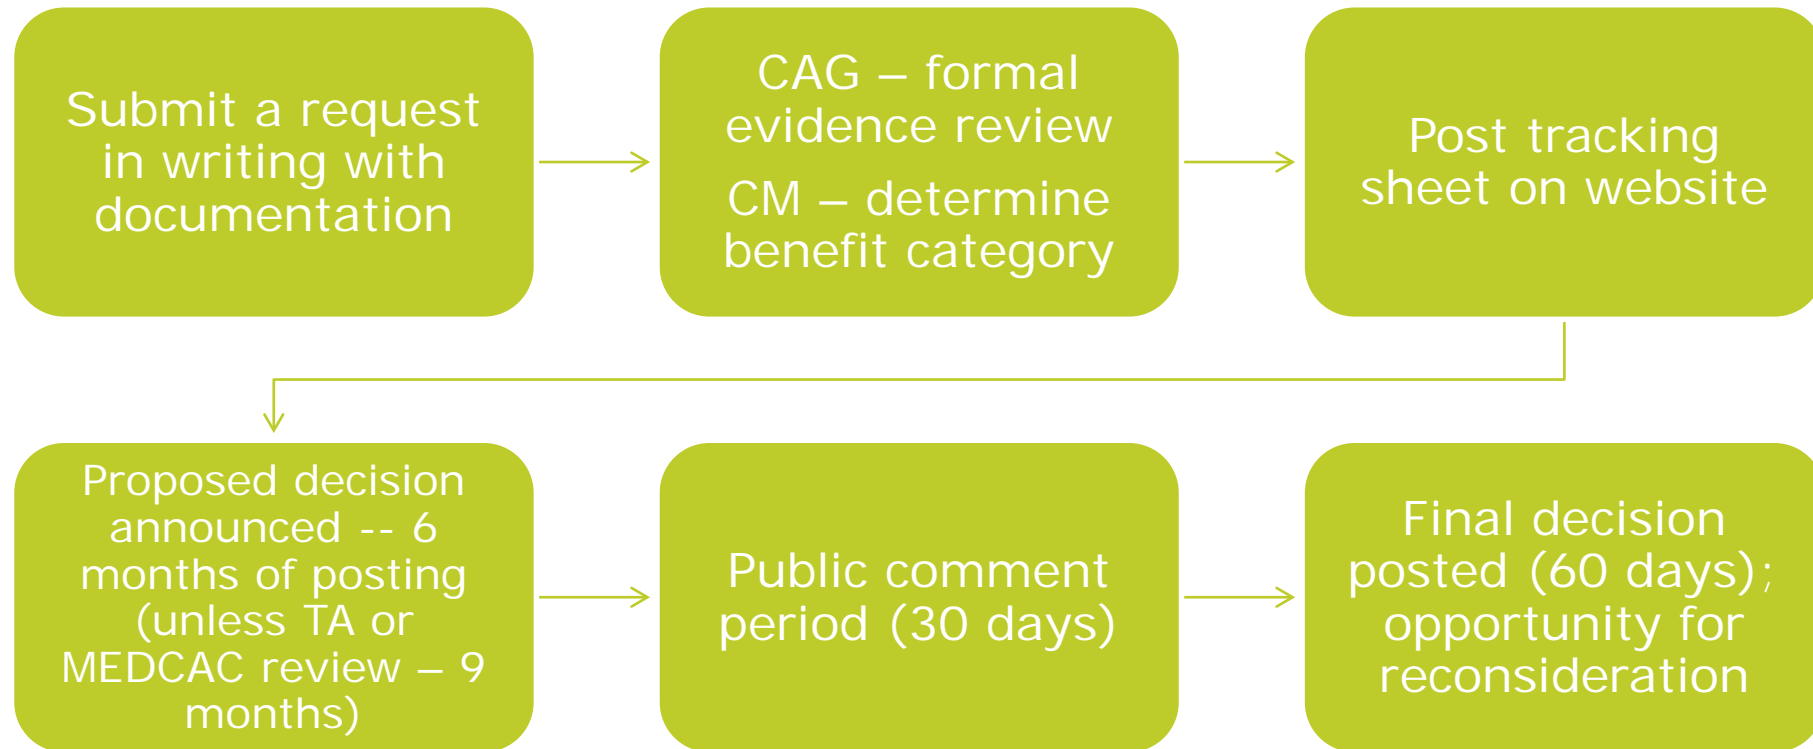 Submit a request
in writing with
documentation
CAG – formal
evidence review
CM – determine
benefit category
Post tracking
sheet on website
Proposed decision
announced -- 6
months of posting
(unless TA or
MEDCAC review – 9
months)
Public comment
period (30 days)
Final decision
posted (60 days);
opportunity for
reconsideration